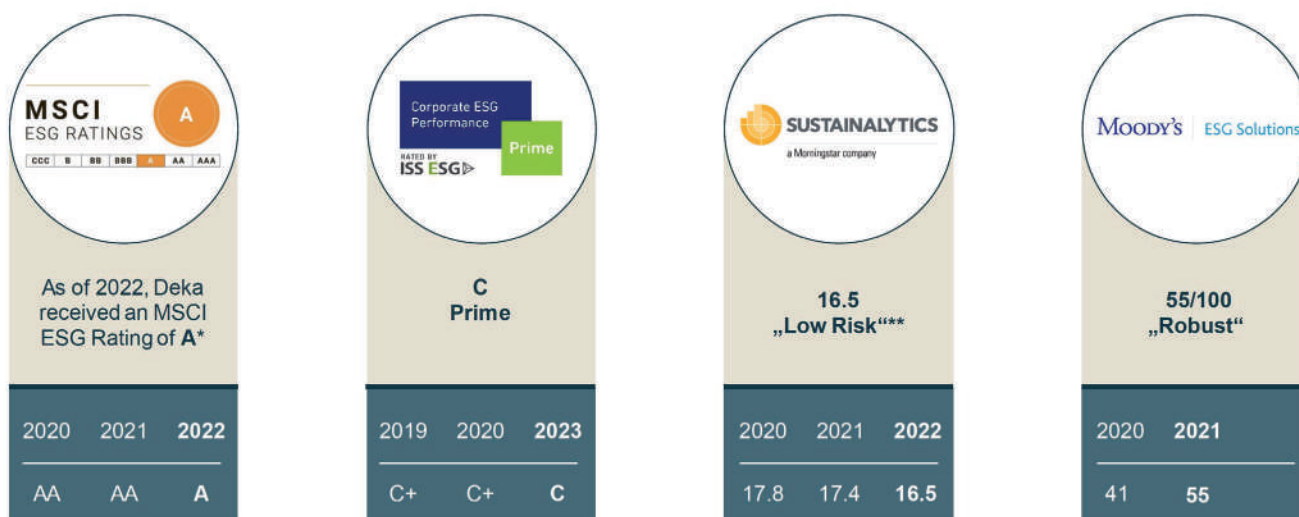 MSCI
ESG RATINGS
A
CCC B BB BBB A AA AAA
As of 2022, Deka
received an MSCI
ESG Rating of A*
2020 2021 2022
AA AA A
Corporate ESG
Performance
Prime
RATED BY
ISS ESG
C
Prime
2019 2020 2023
C+ C+ C
SUSTAINALYTICS
a Morningstar company
16.5
„Low Risk“**
2020 2021 2022
17.8 17.4 16.5
MOODY'S ESG Solutions
55/100
„Robust“
2020 2021
41 55